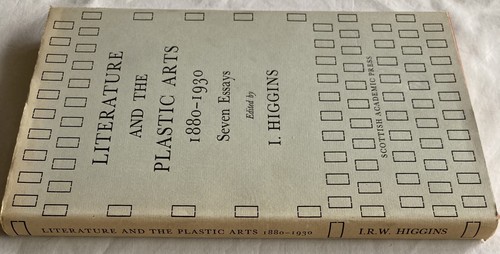 LITERATURE
AND THE
PLASTIC ARTS
1880–1930
Seven Essays
Edited by
I. HIGGINS
SCOTTISH ACADEMIC PRESS
LITERATURE AND THE PLASTIC ARTS 1880–1930
I.R.W. HIGGINS